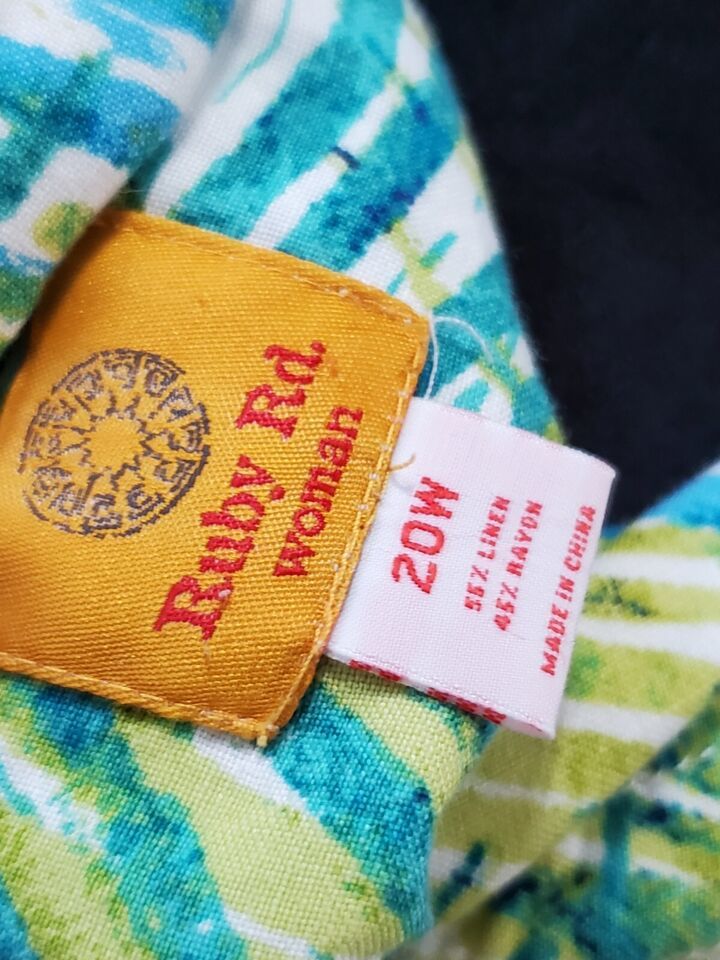 Ruby Rd.
woman
20W
55% LINEN
45% RAYON
MADE IN CHINA